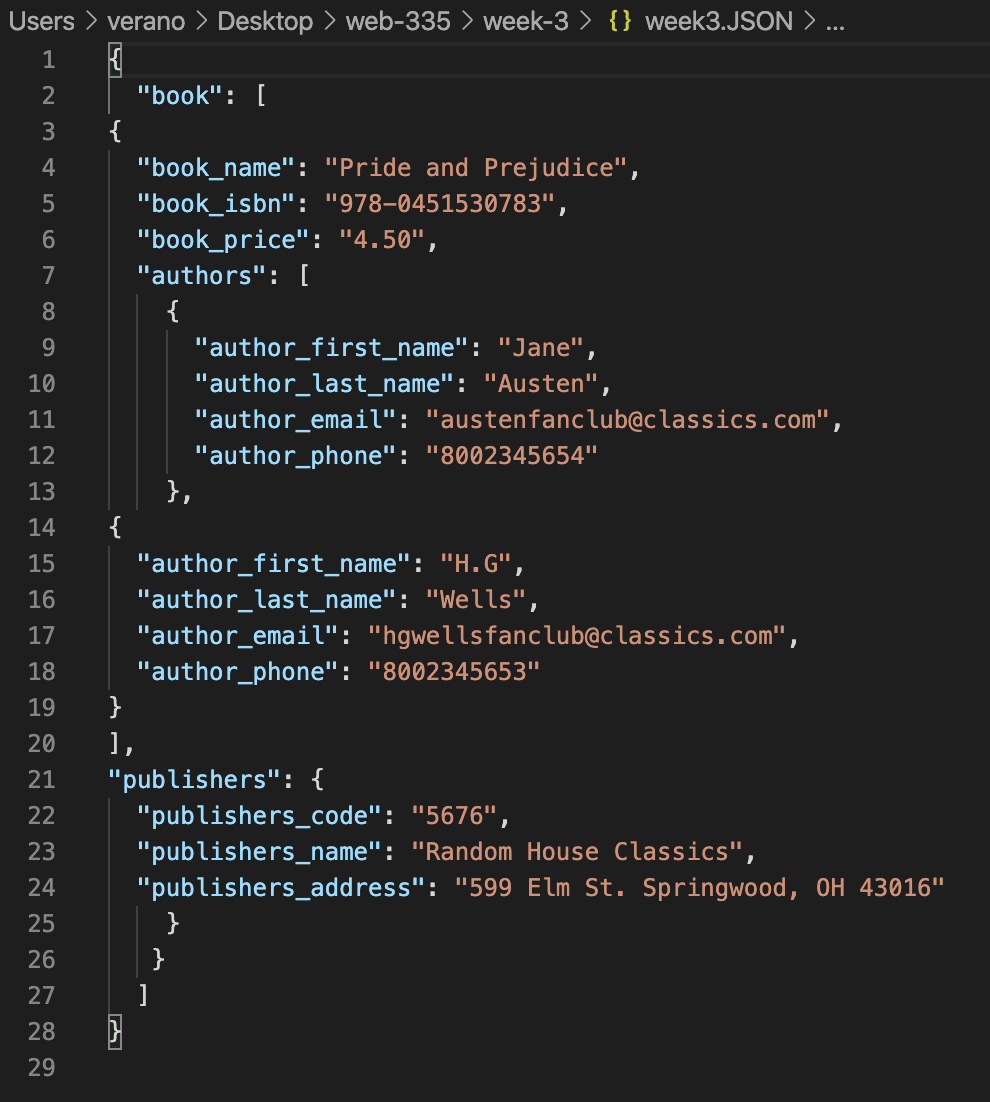 Users > verano > Desktop > web-335 > week-3 > {} week3.JSON > ...
1 {
2   "book": [
3 {
4   "book_name": "Pride and Prejudice",
5   "book_isbn": "978-0451530783",
6   "book_price": "4.50",
7   "authors": [
8     {
9       "author_first_name": "Jane",
10       "author_last_name": "Austen",
11       "author_email": "austenfanclub@classics.com",
12       "author_phone": "8002345654"
13     },
14 {
15   "author_first_name": "H.G",
16   "author_last_name": "Wells",
17   "author_email": "hgwellsfanclub@classics.com",
18   "author_phone": "8002345653"
19 }
20 ],
21 "publishers": {
22   "publishers_code": "5676",
23   "publishers_name": "Random House Classics",
24   "publishers_address": "599 Elm St. Springwood, OH 43016"
25     }
26    }
27   ]
28 }
29